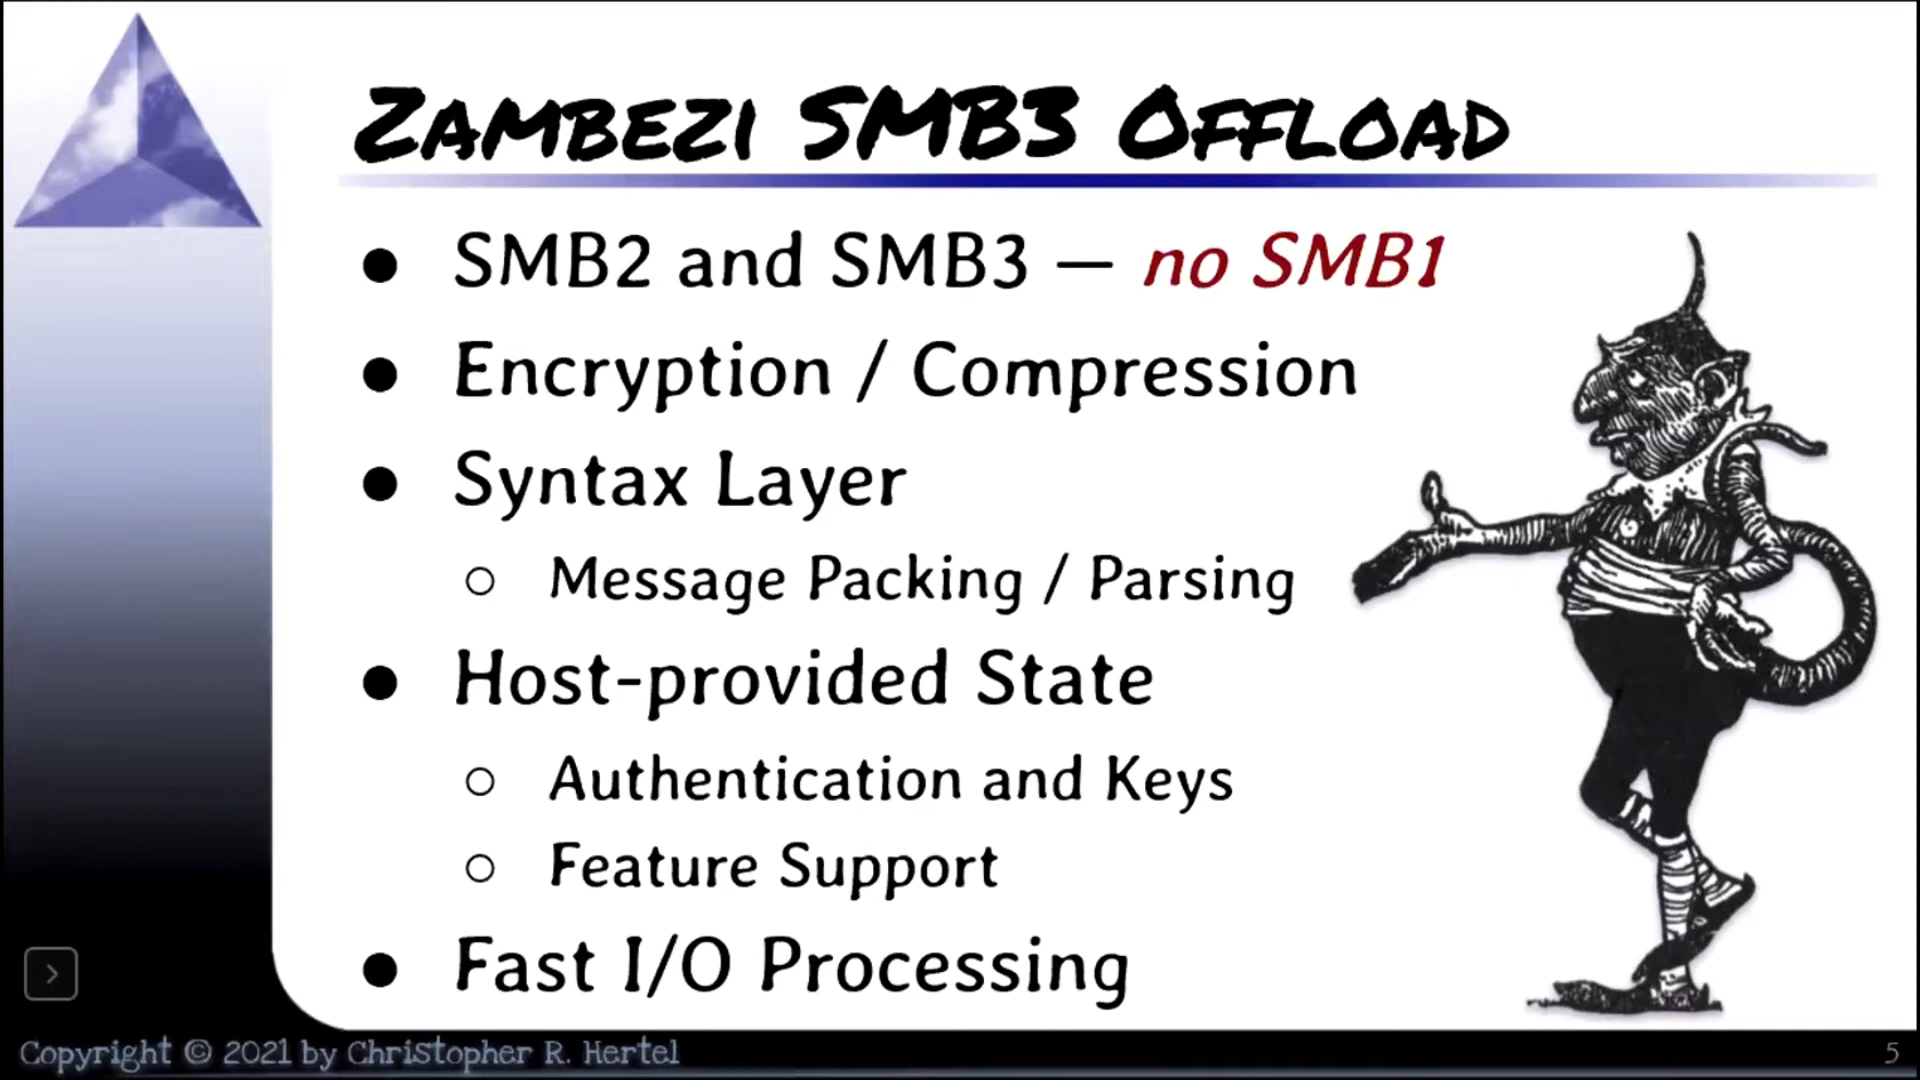 Zambezi SMB3 Offload
● SMB2 and SMB3 — no SMB1
● Encryption / Compression
● Syntax Layer
○ Message Packing / Parsing
● Host-provided State
○ Authentication and Keys
○ Feature Support
● Fast I/O Processing
Copyright © 2021 by Christopher R. Hertel
5